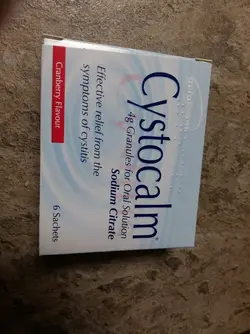 Cystocalm®
4g Granules for Oral Solution
Sodium Citrate
Effective relief from the
symptoms of cystitis
Cranberry Flavour
6 Sachets